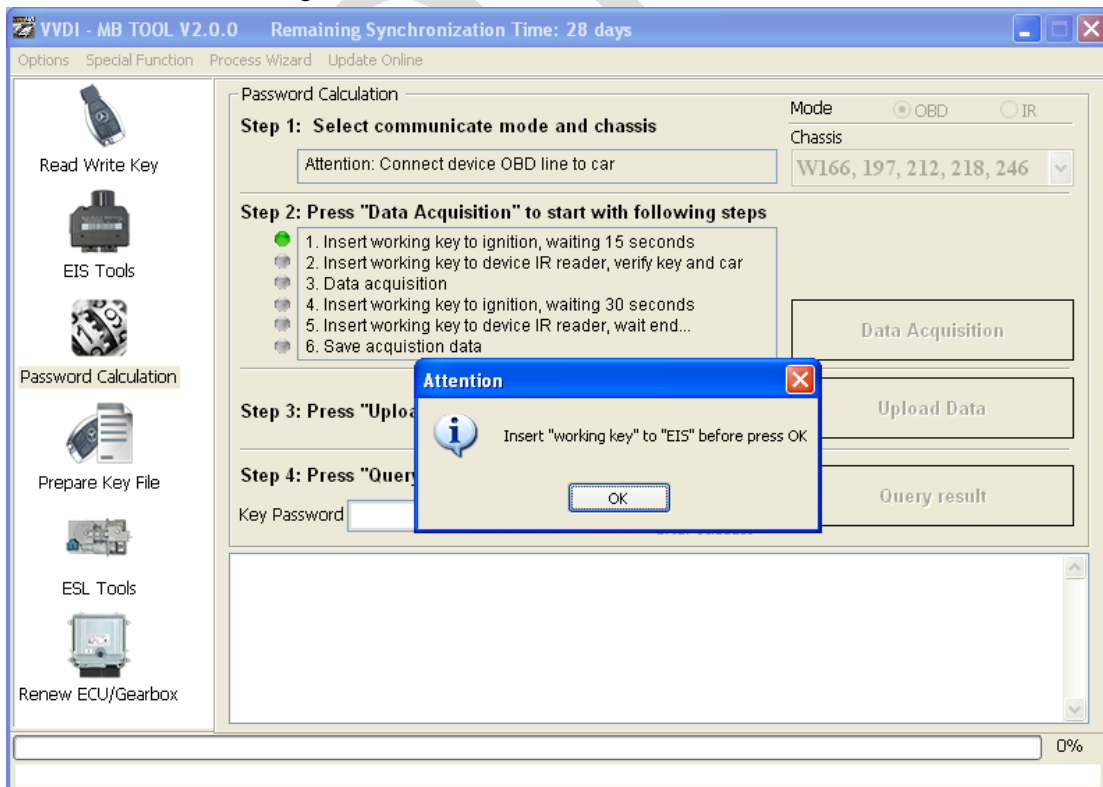 VVDI - MB TOOL V2.0.0 Remaining Synchronization Time: 28 days
Options Special Function Process Wizard Update Online
Read Write Key
EIS Tools
Password Calculation
Prepare Key File
ESL Tools
Renew ECU/Gearbox
Password Calculation
Mode OBD IR
Step 1: Select communicate mode and chassis
Chassis
Attention: Connect device OBD line to car
W166, 197, 212, 218, 246
Step 2: Press "Data Acquisition" to start with following steps
1. Insert working key to ignition, waiting 15 seconds
2. Insert working key to device IR reader, verify key and car
3. Data acquisition
4. Insert working key to ignition, waiting 30 seconds
5. Insert working key to device IR reader, wait end...
6. Save acquistion data
Data Acquisition
Attention
Insert "working key" to "EIS" before press OK
OK
Step 3: Press "Uploa
Upload Data
Step 4: Press "Query
Query result
Key Password
0%